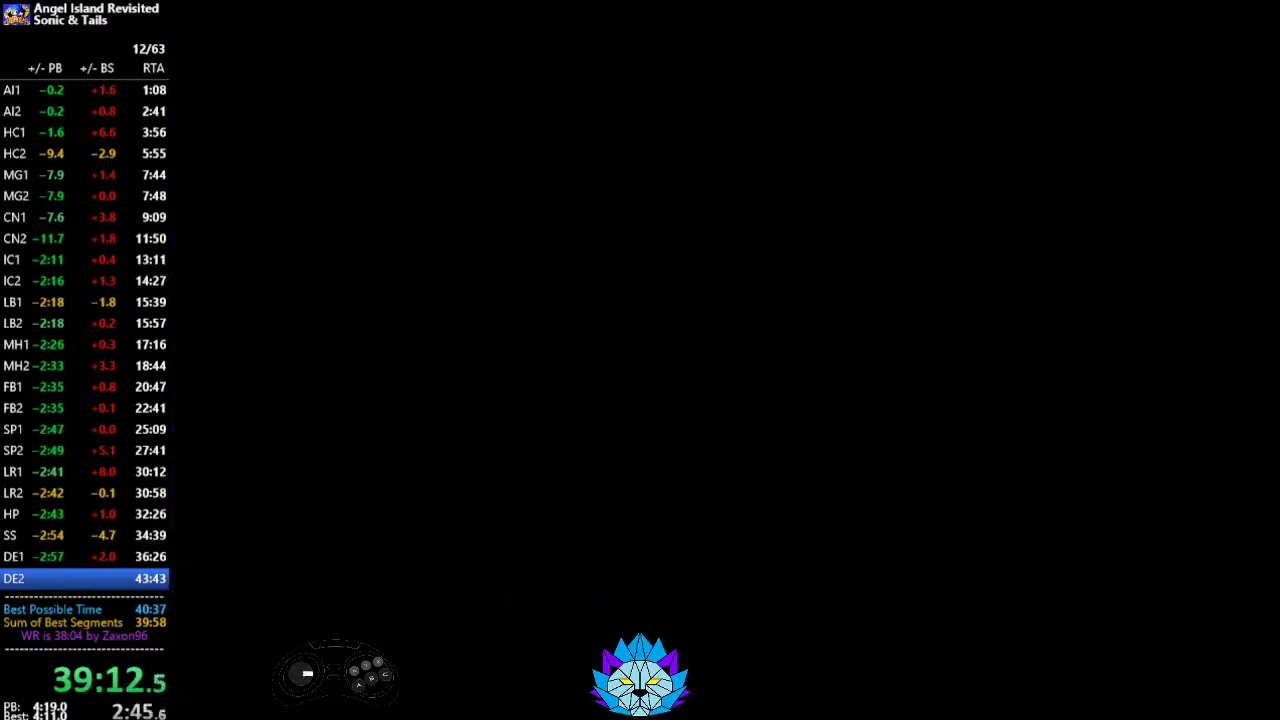 Angel Island Revisited
Sonic & Tails
12/63
+/- PB +/- BS RTA
AI1 -0.2 +1.6 1:08
AI2 -0.2 +0.8 2:41
HC1 -1.6 +6.6 3:56
HC2 -9.4 -2.9 5:55
MG1 -7.9 +1.4 7:44
MG2 -7.9 +0.0 7:48
CN1 -7.6 +3.8 9:09
CN2 -11.7 +1.8 11:50
IC1 -2:11 +0.4 13:11
IC2 -2:16 +1.3 14:27
LB1 -2:18 -1.8 15:39
LB2 -2:18 +0.2 15:57
MH1 -2:26 +0.3 17:16
MH2 -2:33 +3.3 18:44
FB1 -2:35 +0.8 20:47
FB2 -2:35 +0.1 22:41
SP1 -2:47 +0.0 25:09
SP2 -2:49 +5.1 27:41
LR1 -2:41 +8.0 30:12
LR2 -2:42 -0.1 30:58
HP -2:43 +1.0 32:26
SS -2:54 -4.7 34:39
DE1 -2:57 +2.0 36:26
DE2 43:43
Best Possible Time 40:37
Sum of Best Segments 39:58
WR is 38:04 by Zaxon96
39:12.5
PB: 4:19.0
Best: 4:11.0 2:45.6